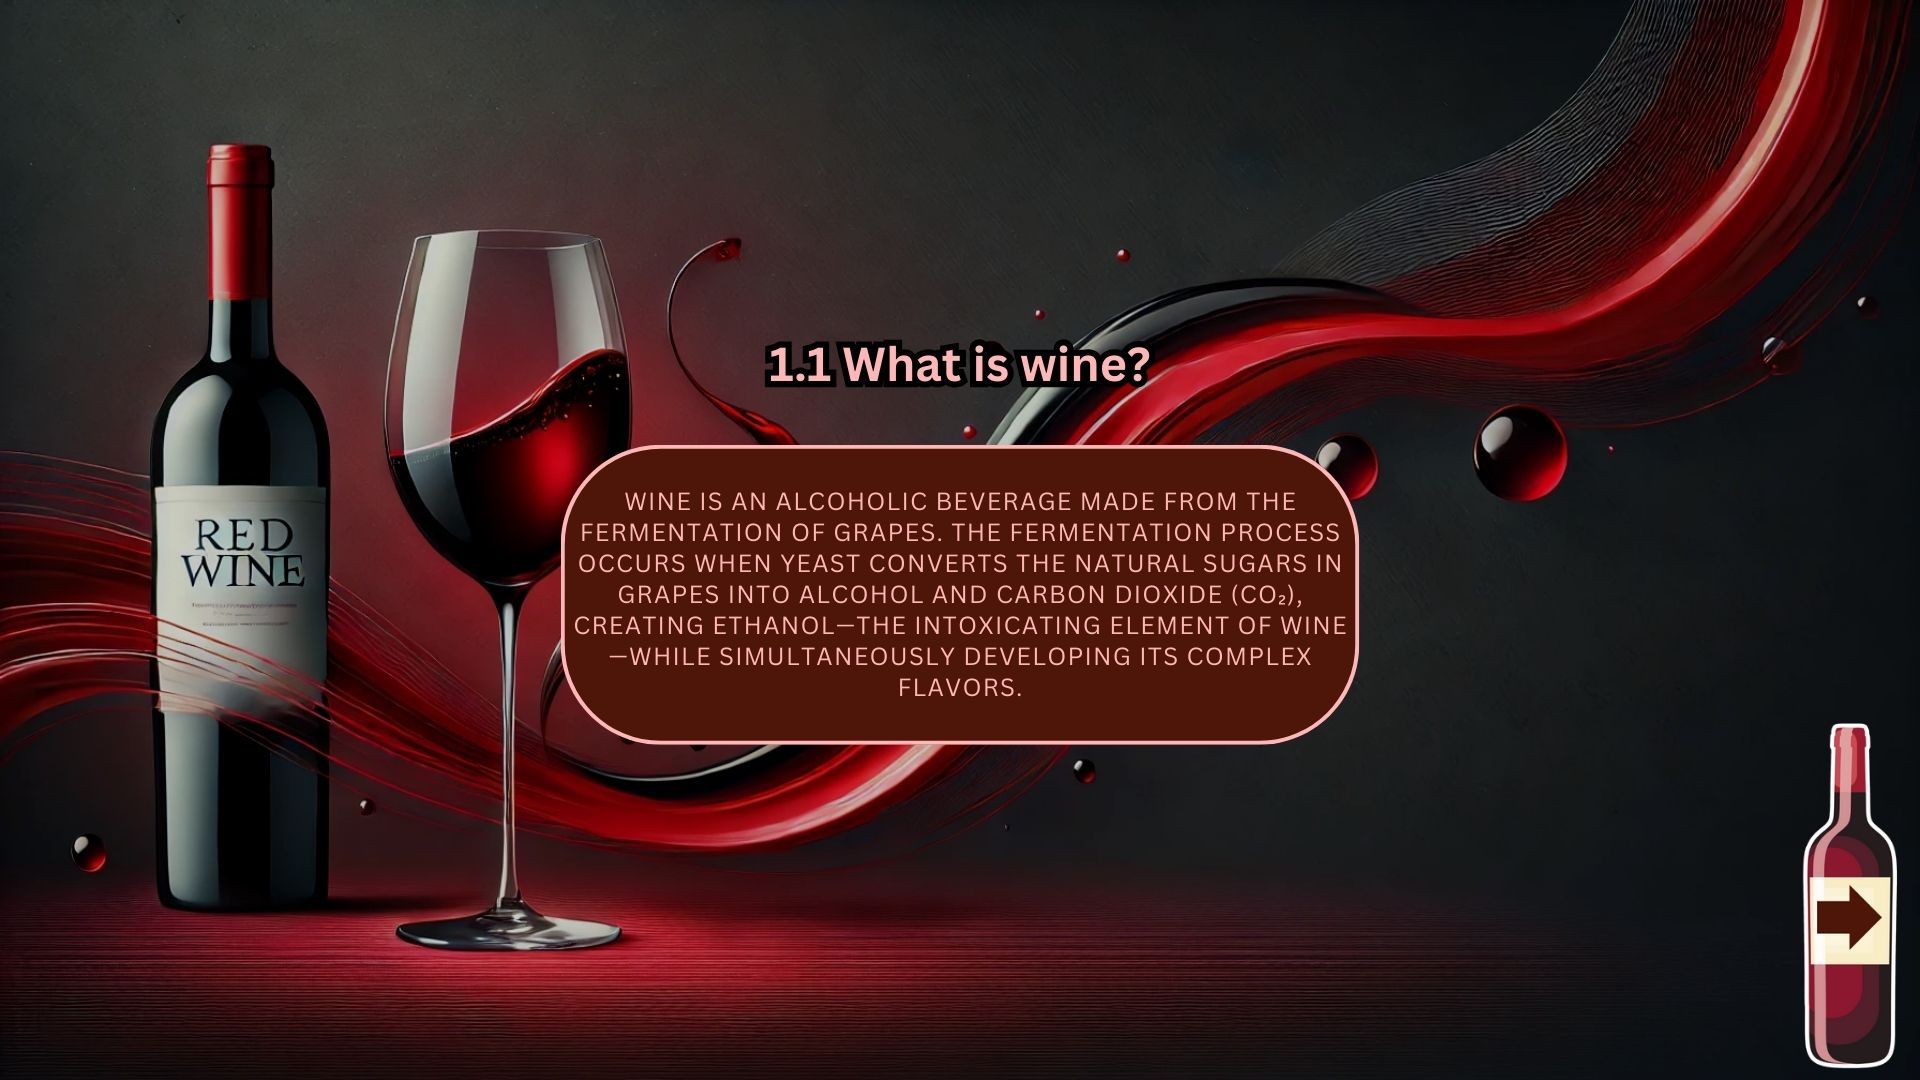 1.1 What is wine?
RED
WINE
WINE IS AN ALCOHOLIC BEVERAGE MADE FROM THE
FERMENTATION OF GRAPES. THE FERMENTATION PROCESS
OCCURS WHEN YEAST CONVERTS THE NATURAL SUGARS IN
GRAPES INTO ALCOHOL AND CARBON DIOXIDE (CO₂),
CREATING ETHANOL—THE INTOXICATING ELEMENT OF WINE
—WHILE SIMULTANEOUSLY DEVELOPING ITS COMPLEX
FLAVORS.